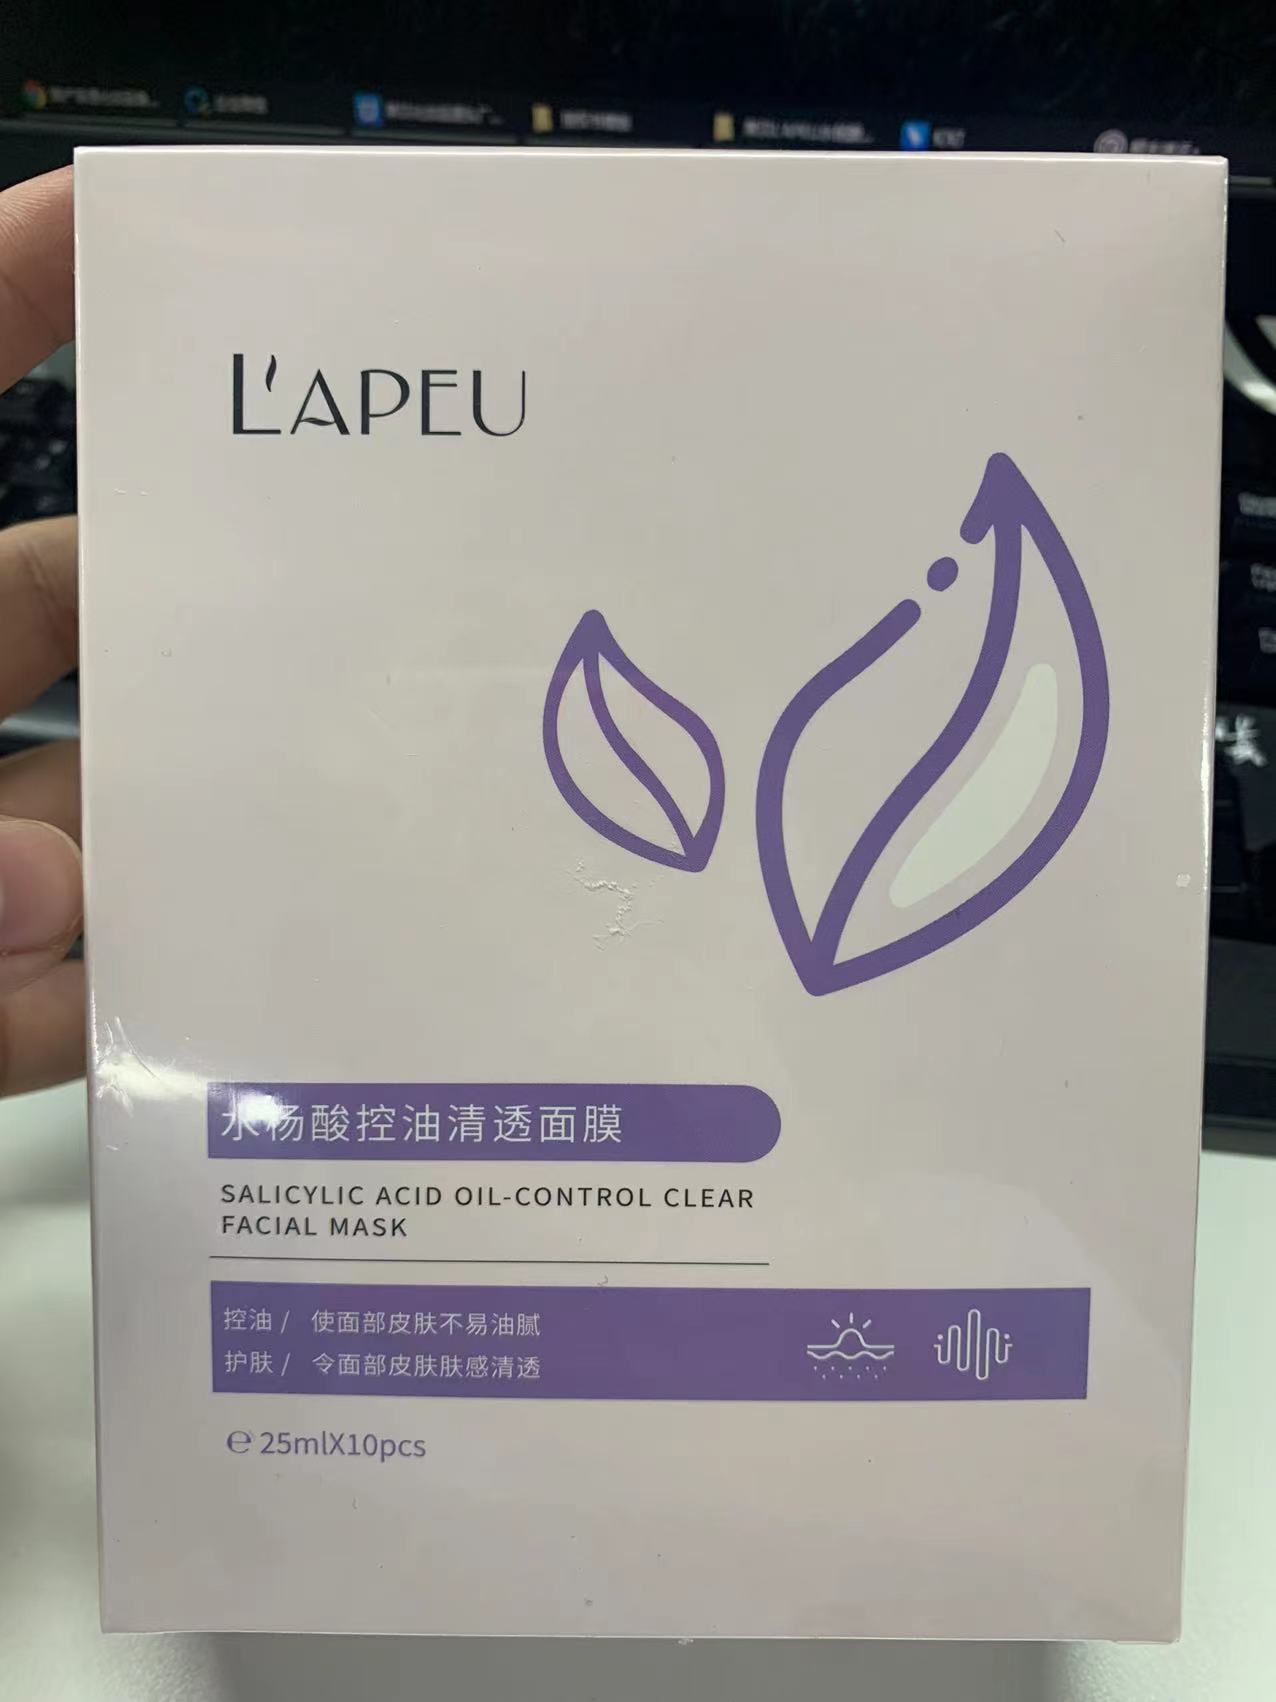 L'APEU
水杨酸控油清透面膜
SALICYLIC ACID OIL-CONTROL CLEAR
FACIAL MASK
控油/ 使面部皮肤不易油腻
护肤/ 令面部皮肤肤感清透
℮25mlX10pcs